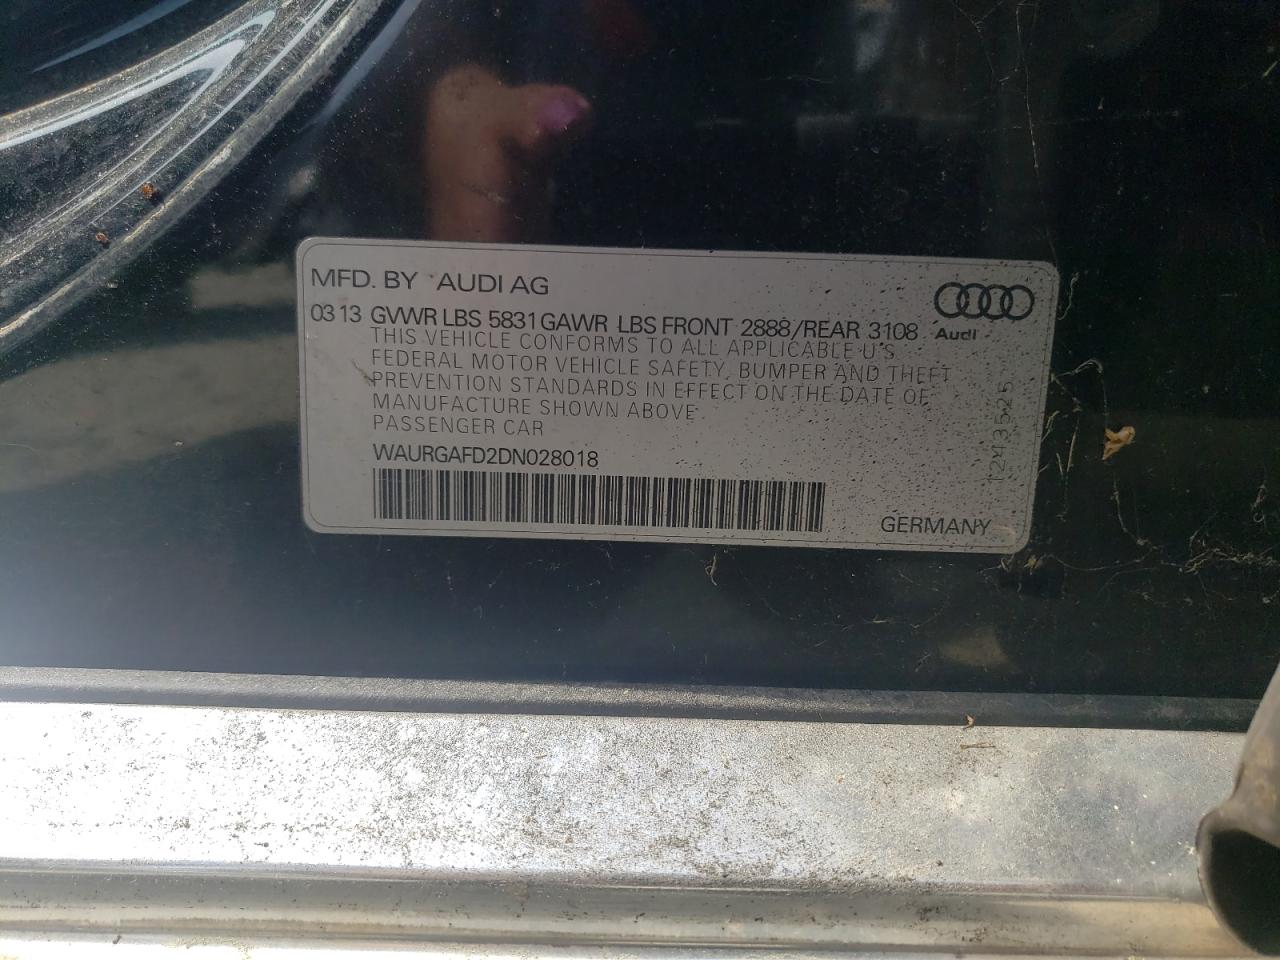 MFD. BY AUDI AG
03 13 GVWR LBS 5831 GAWR LBS FRONT 2888/REAR 3108
Audi
THIS VEHICLE CONFORMS TO ALL APPLICABLE U.S.
FEDERAL MOTOR VEHICLE SAFETY, BUMPER AND THEFT
PREVENTION STANDARDS IN EFFECT ON THE DATE OF
MANUFACTURE SHOWN ABOVE
PASSENGER CAR
WAURGAFD2DN028018
GERMANY